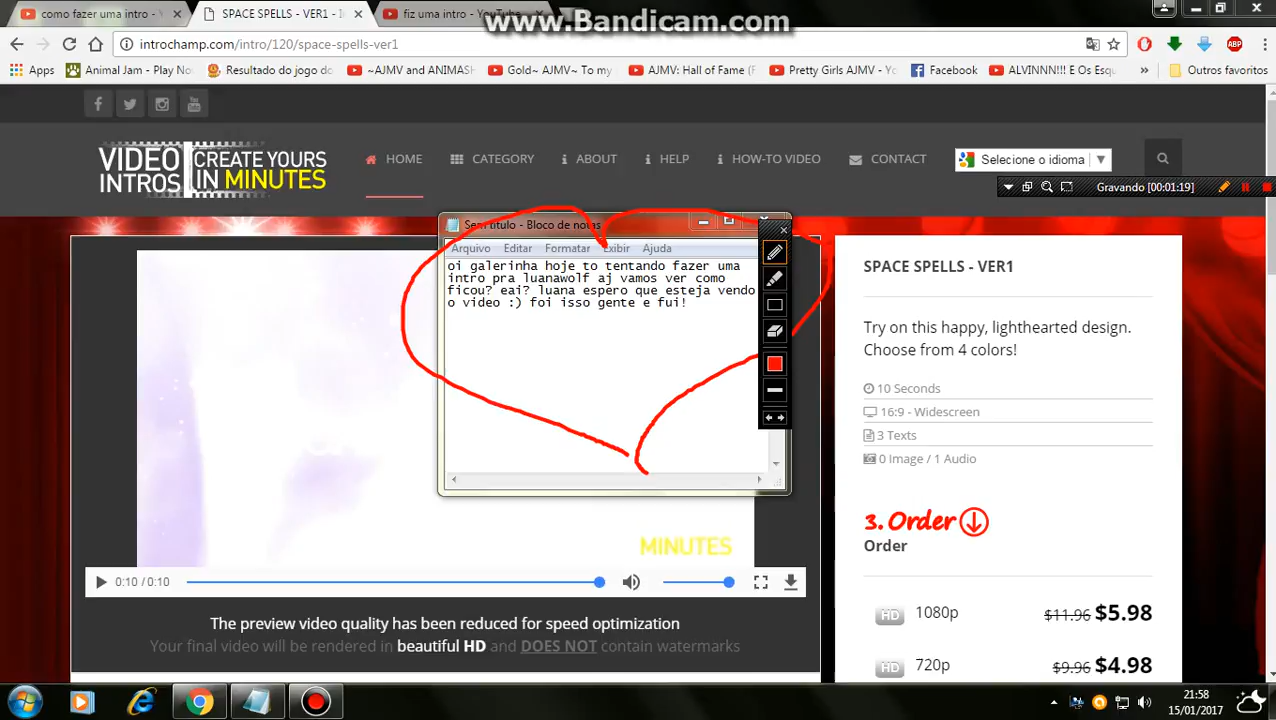 como fazer uma intro - 
SPACE SPELLS - VER1 - I
fiz uma intro - You
www.Bandicam.com
introchamp.com/intro/120/space-spells-ver1
ABP
Apps
Animal Jam - Play No
Resultado do jogo do
~AJMV and ANIMASH
Gold~ AJMV~ To my
AJMV: Hall of Fame (F
Pretty Girls AJMV - Yo
Facebook
ALVINNN!!! E Os Esqu
»
Outros favoritos
VIDEO INTROS
CREATE YOURS IN MINUTES
HOME
CATEGORY
ABOUT
HELP
HOW-TO VIDEO
CONTACT
Selecione o idioma
Gravando [00:01:19]
Sem título - Bloco de notas
Arquivo Editar Formatar Exibir Ajuda
oi galerinha hoje to tentando fazer uma
intro pra luanawolf aj vamos ver como
ficou? eai? luana espero que esteja vendo
o video :) foi isso gente e fui!
MINUTES
0:10 / 0:10
The preview video quality has been reduced for speed optimization
Your final video will be rendered in beautiful HD and DOES NOT contain watermarks
SPACE SPELLS - VER1
Try on this happy, lighthearted design.
Choose from 4 colors!
10 Seconds
16:9 - Widescreen
3 Texts
0 Image / 1 Audio
3. Order
Order
HD 1080p $11.96 $5.98
HD 720p $9.96 $4.98
21:58
15/01/2017